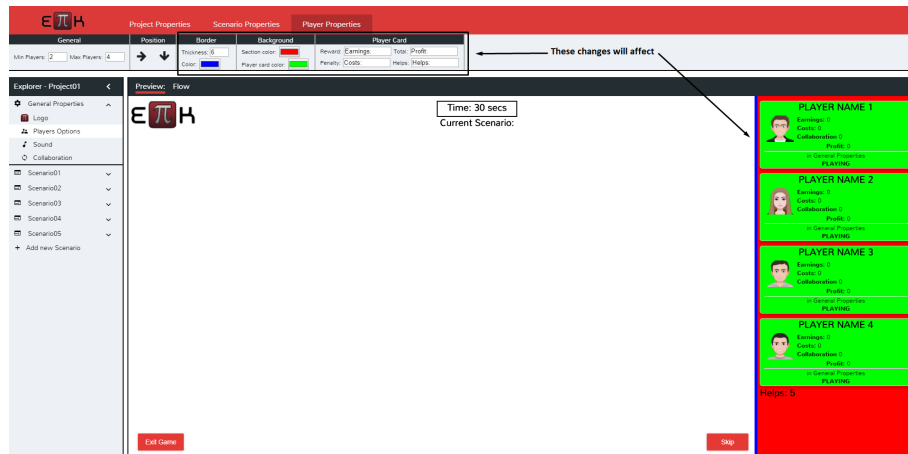 επK
Project Properties Scenario Properties Player Properties
General Position Border Background Player Card
Min Players: 2 Max Players: 4 Thickness: 6 Section color: Reward: Earnings: Total: Profit:
Color: Player card color: Penalty: Costs: Helps: Helps:
These changes will affect
Explorer - Project01 Preview: Flow
General Properties
Logo
Players Options
Sound
Collaboration
Scenario01
Scenario02
Scenario03
Scenario04
Scenario05
+ Add new Scenario
επK
Time: 30 secs
Current Scenario:
PLAYER NAME 1
Earnings: 0
Costs: 0
Collaboration 0
Profit: 0
in General Properties
PLAYING
PLAYER NAME 2
Earnings: 0
Costs: 0
Collaboration 0
Profit: 0
in General Properties
PLAYING
PLAYER NAME 3
Earnings: 0
Costs: 0
Collaboration 0
Profit: 0
in General Properties
PLAYING
PLAYER NAME 4
Earnings: 0
Costs: 0
Collaboration 0
Profit: 0
in General Properties
PLAYING
Helps: 5
Exit Game
Skip